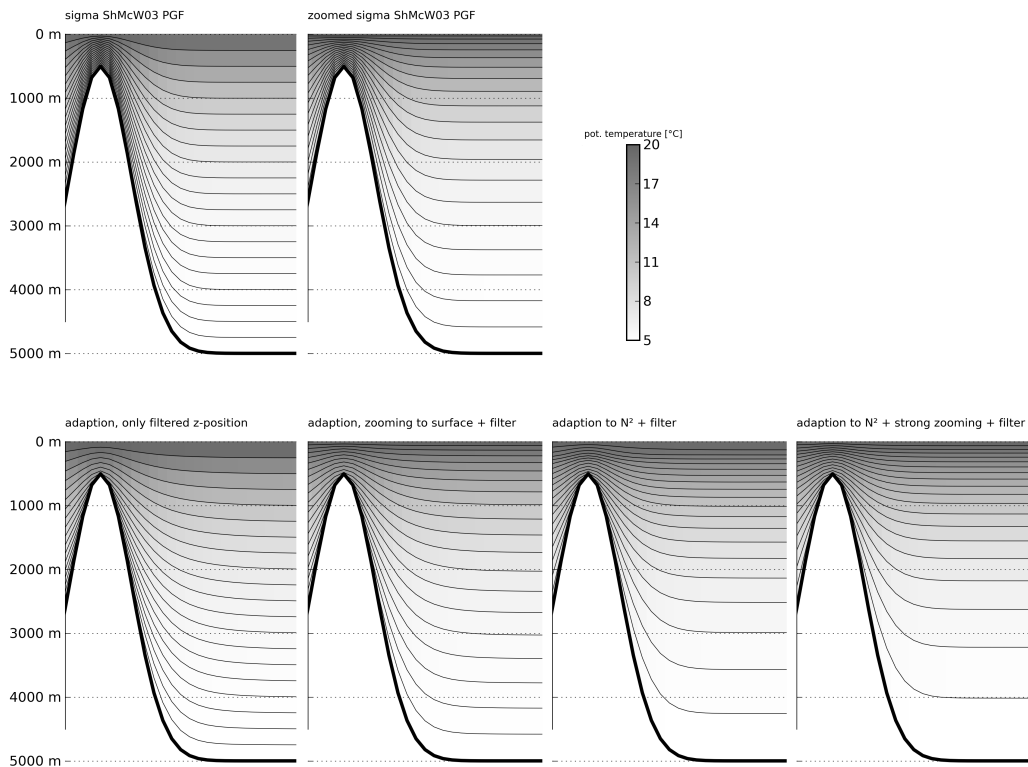 sigma ShMcW03 PGF
zoomed sigma ShMcW03 PGF
0 m
1000 m
2000 m
3000 m
4000 m
5000 m
pot. temperature [°C]
20
17
14
11
8
5
adaption, only filtered z-position
adaption, zooming to surface + filter
adaption to N² + filter
adaption to N² + strong zooming + filter
0 m
1000 m
2000 m
3000 m
4000 m
5000 m